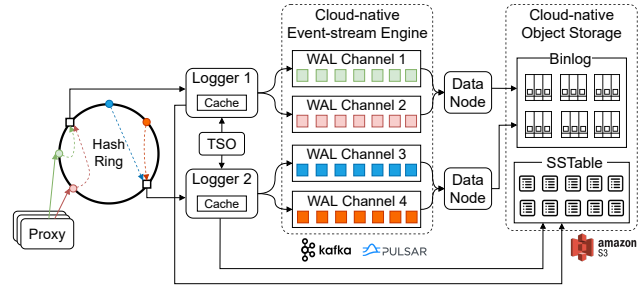 Cloud-native
Event-stream Engine
Cloud-native
Object Storage
Logger 1
Cache
WAL Channel 1
WAL Channel 2
Data
Node
Binlog
Hash
Ring
TSO
Logger 2
Cache
WAL Channel 3
WAL Channel 4
Data
Node
SSTable
Proxy
kafka
PULSAR
amazon
S3